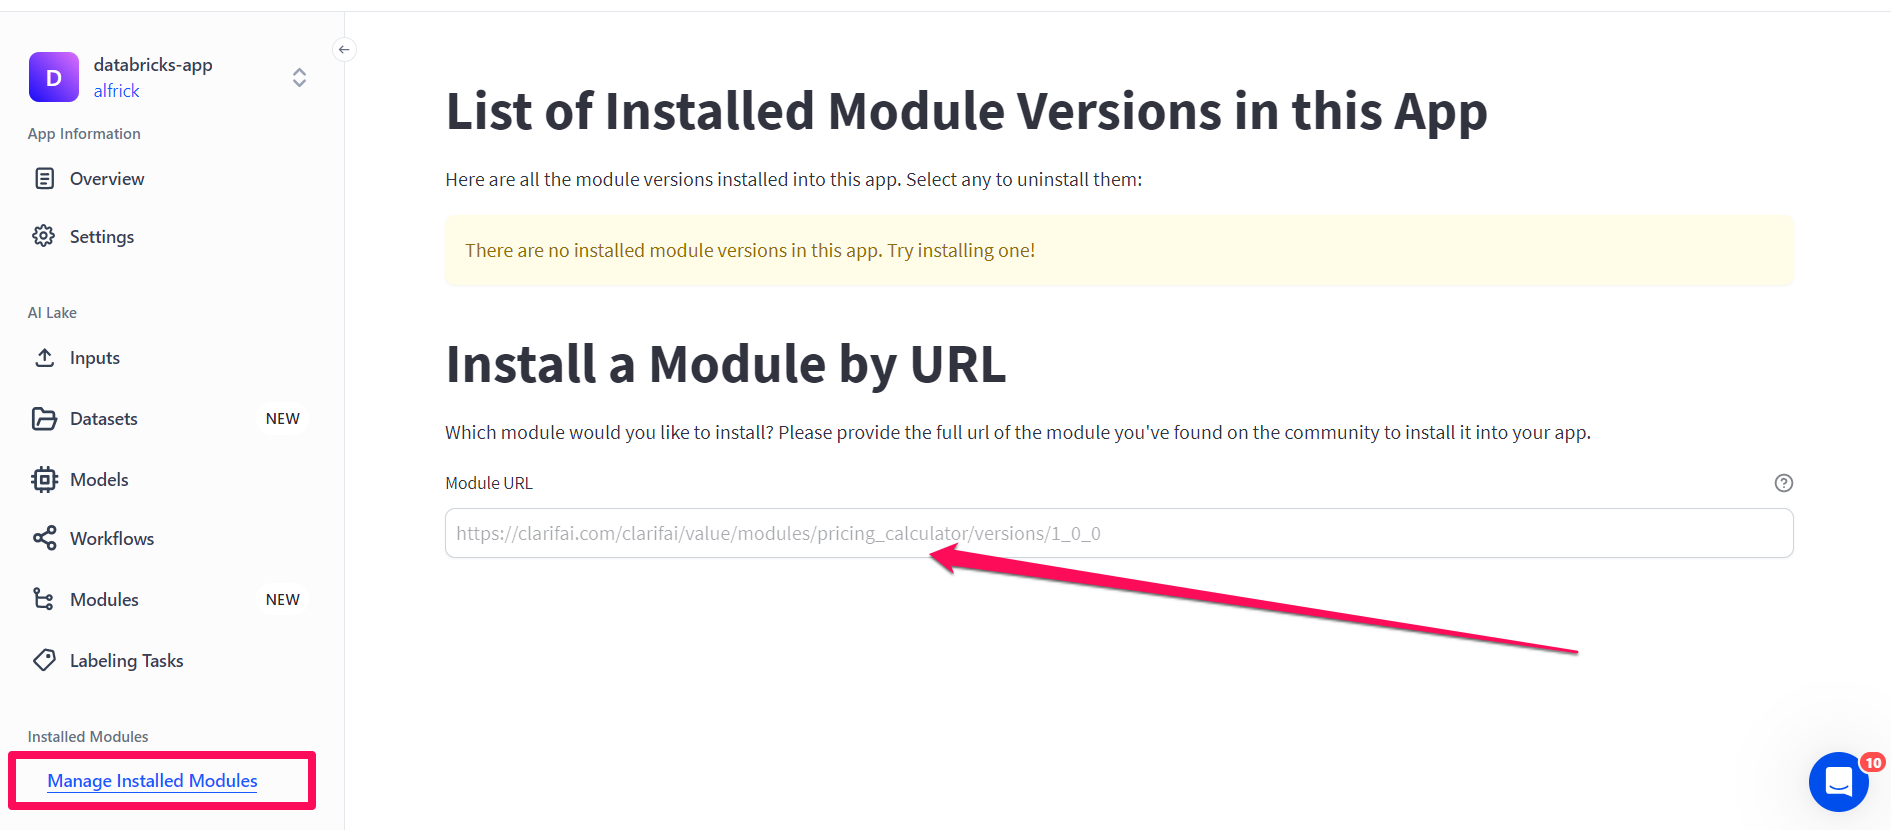 D
databricks-app
alfrick
App Information
Overview
Settings
AI Lake
Inputs
Datasets NEW
Models
Workflows
Modules NEW
Labeling Tasks
Installed Modules
Manage Installed Modules
List of Installed Module Versions in this App
Here are all the module versions installed into this app. Select any to uninstall them:
There are no installed module versions in this app. Try installing one!
Install a Module by URL
Which module would you like to install? Please provide the full url of the module you've found on the community to install it into your app.
Module URL
https://clarifai.com/clarifai/value/modules/pricing_calculator/versions/1_0_0
10